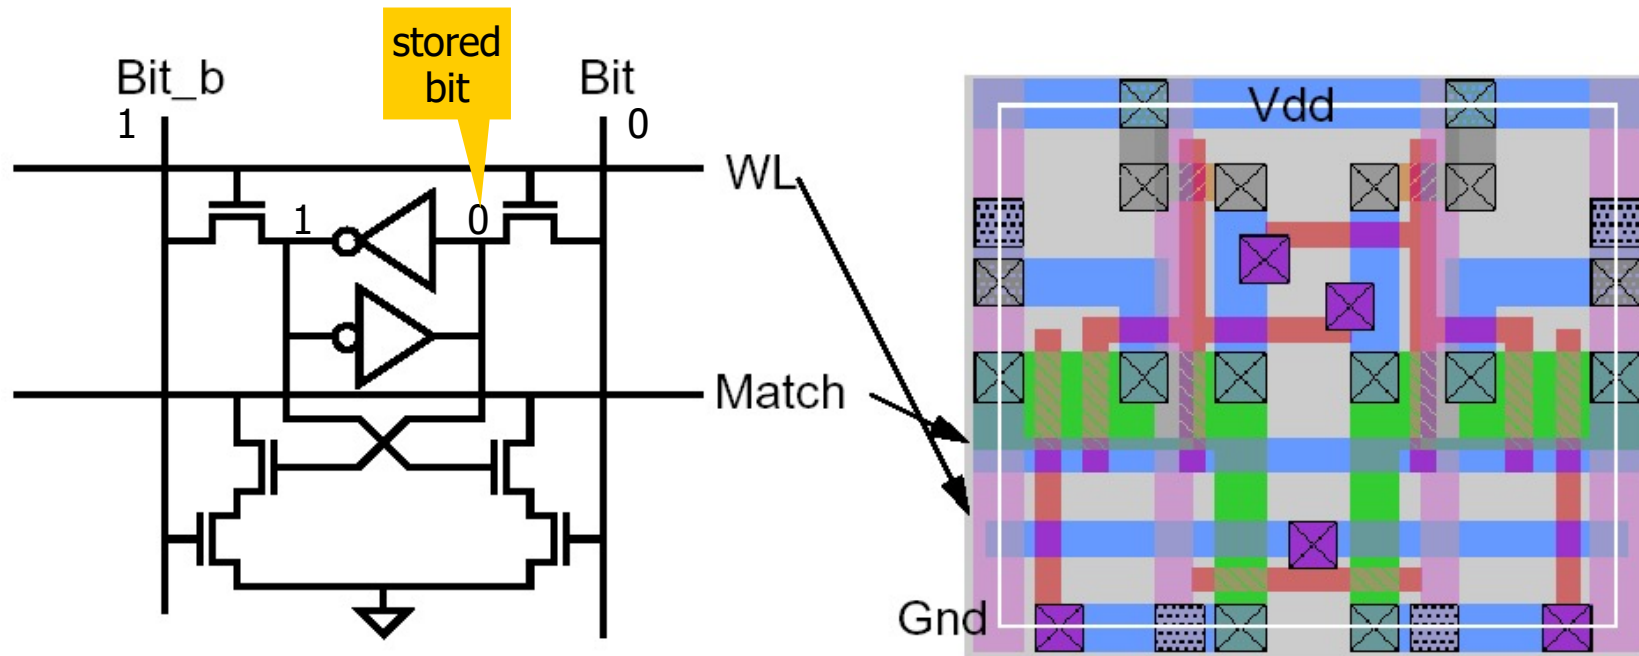 stored
bit
Bit_b
Bit
1
0
Vdd
WL
1
0
Match
Gnd